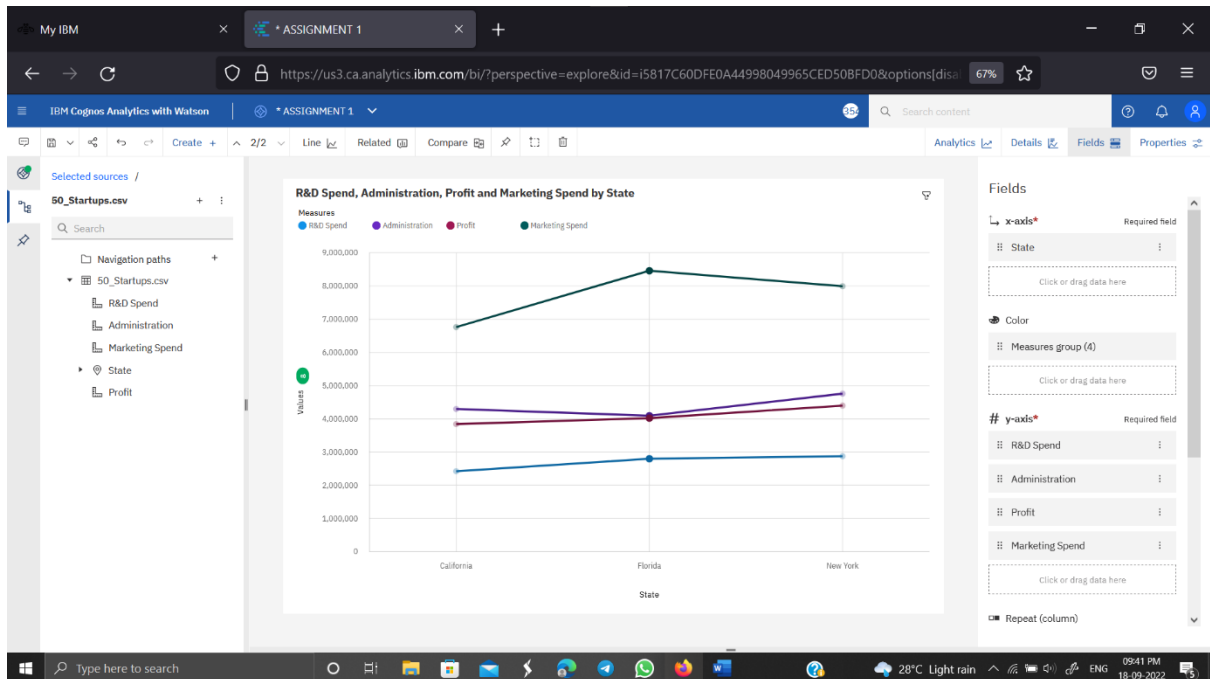 My IBM
* ASSIGNMENT 1
https://us3.ca.analytics.ibm.com/bi/?perspective=explore&id=i5817C60DFE0A44998049965CED50BFD0&options[disal
67%
IBM Cognos Analytics with Watson
* ASSIGNMENT 1
354
Search content
Create +
2/2
Line
Related
Compare
Analytics
Details
Fields
Properties
Selected sources /
50_Startups.csv
Search
Navigation paths
50_Startups.csv
R&D Spend
Administration
Marketing Spend
State
Profit
R&D Spend, Administration, Profit and Marketing Spend by State
Measures
R&D Spend Administration Profit Marketing Spend
9,000,000
8,000,000
7,000,000
6,000,000
5,000,000
4,000,000
3,000,000
2,000,000
1,000,000
0
Values
California Florida New York
State
Fields
x-axis* Required field
State
Click or drag data here
Color
Measures group (4)
Click or drag data here
# y-axis* Required field
R&D Spend
Administration
Profit
Marketing Spend
Click or drag data here
Repeat (column)
Type here to search
28°C Light rain
ENG
09:41 PM
18-09-2022
5